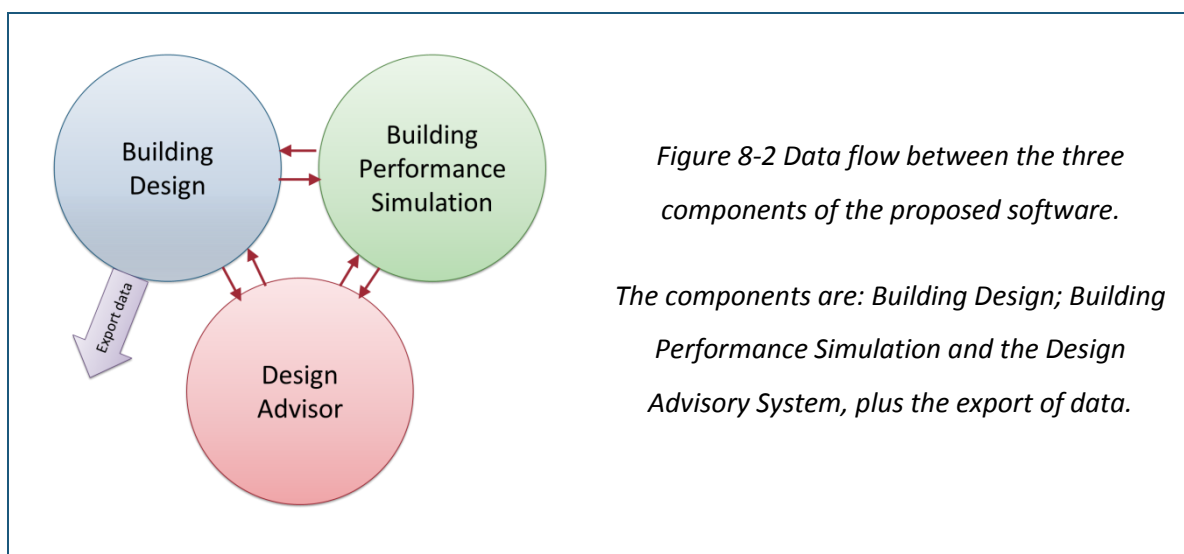 Building
Design
Building
Performance
Simulation
Export data
Design
Advisor
Figure 8-2 Data flow between the three
components of the proposed software.
The components are: Building Design; Building
Performance Simulation and the Design
Advisory System, plus the export of data.